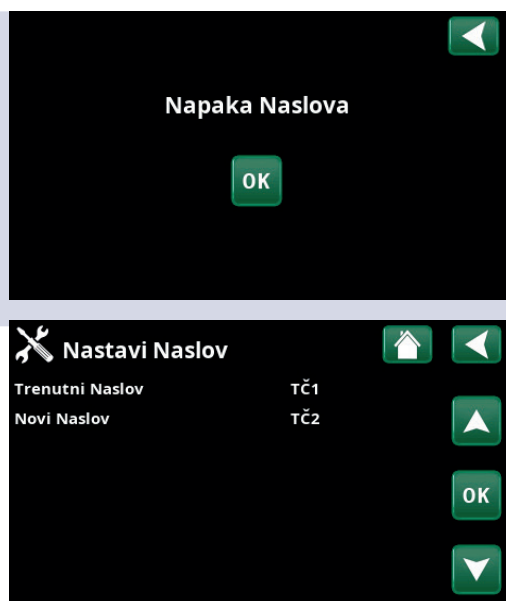 Napaka Naslova
OK
Nastavi Naslov
Trenutni Naslov TČ1
Novi Naslov TČ2
OK